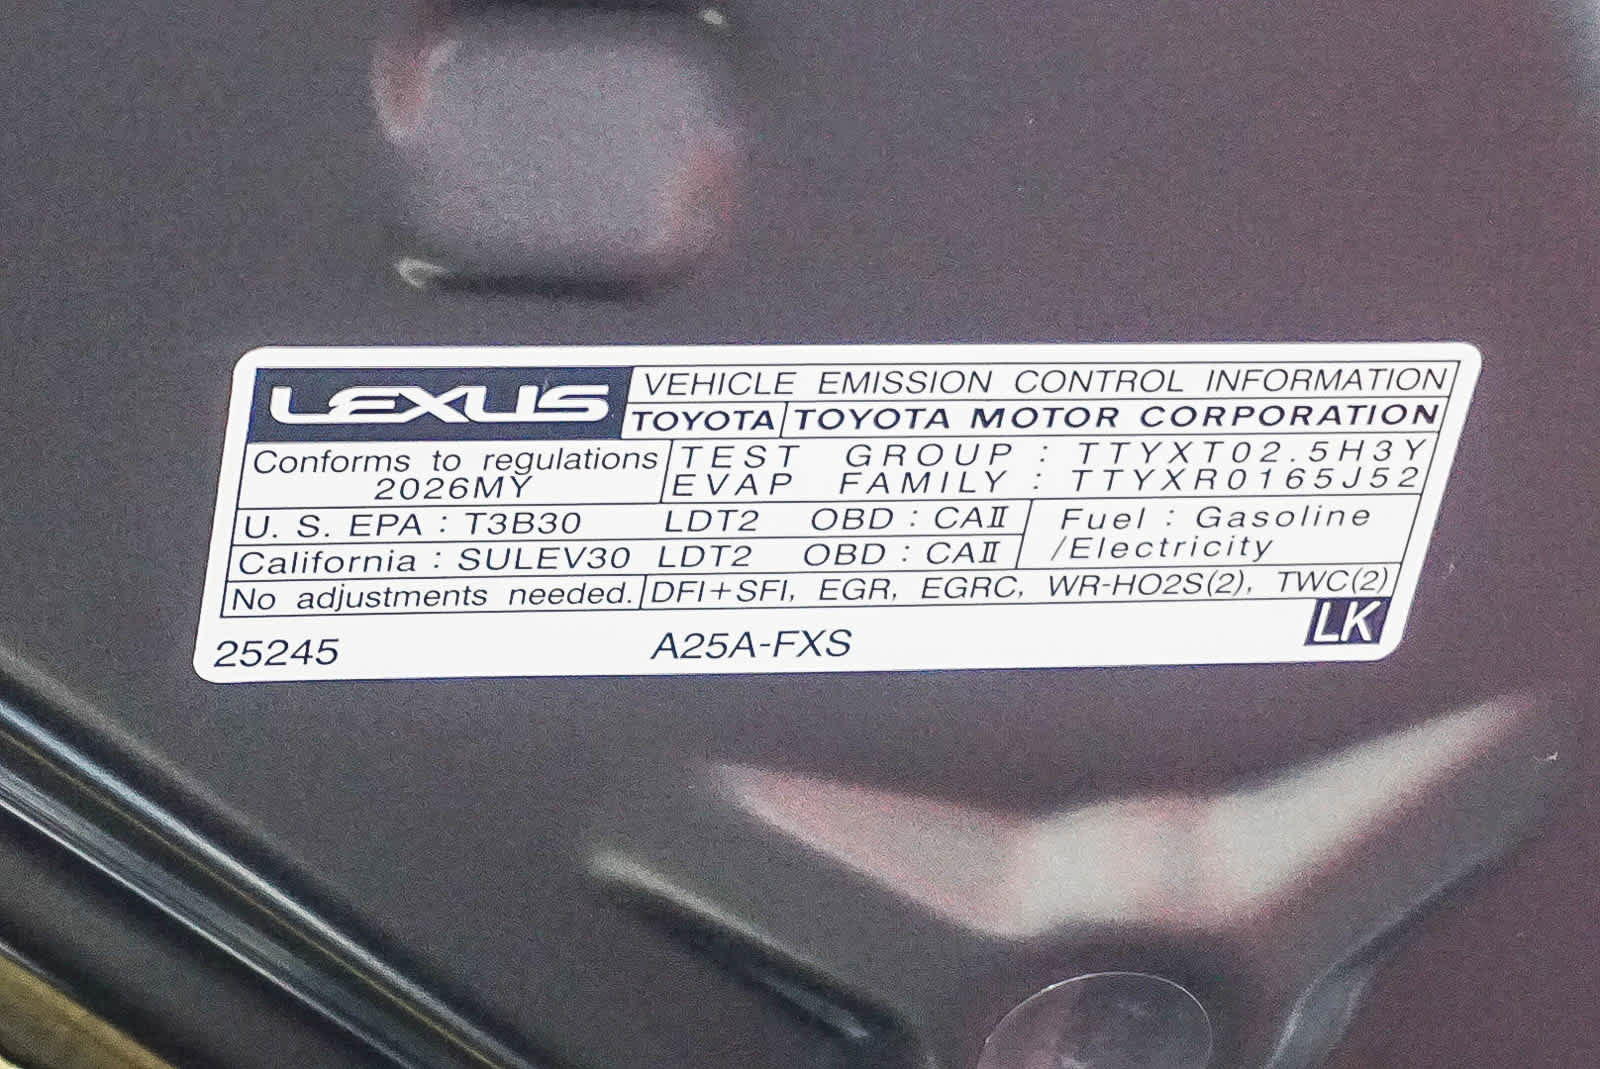 LEXUS VEHICLE EMISSION CONTROL INFORMATION
TOYOTA TOYOTA MOTOR CORPORATION
Conforms to regulations
2026MY
TEST GROUP : TTYXT02.5H3Y
EVAP FAMILY : TTYXR0165J52
U. S. EPA : T3B30 LDT2 OBD : CAⅡ
California : SULEV30 LDT2 OBD : CAⅡ
Fuel : Gasoline
/Electricity
No adjustments needed. DFI+SFI, EGR, EGRC, WR-HO2S(2), TWC(2)
25245 A25A-FXS LK